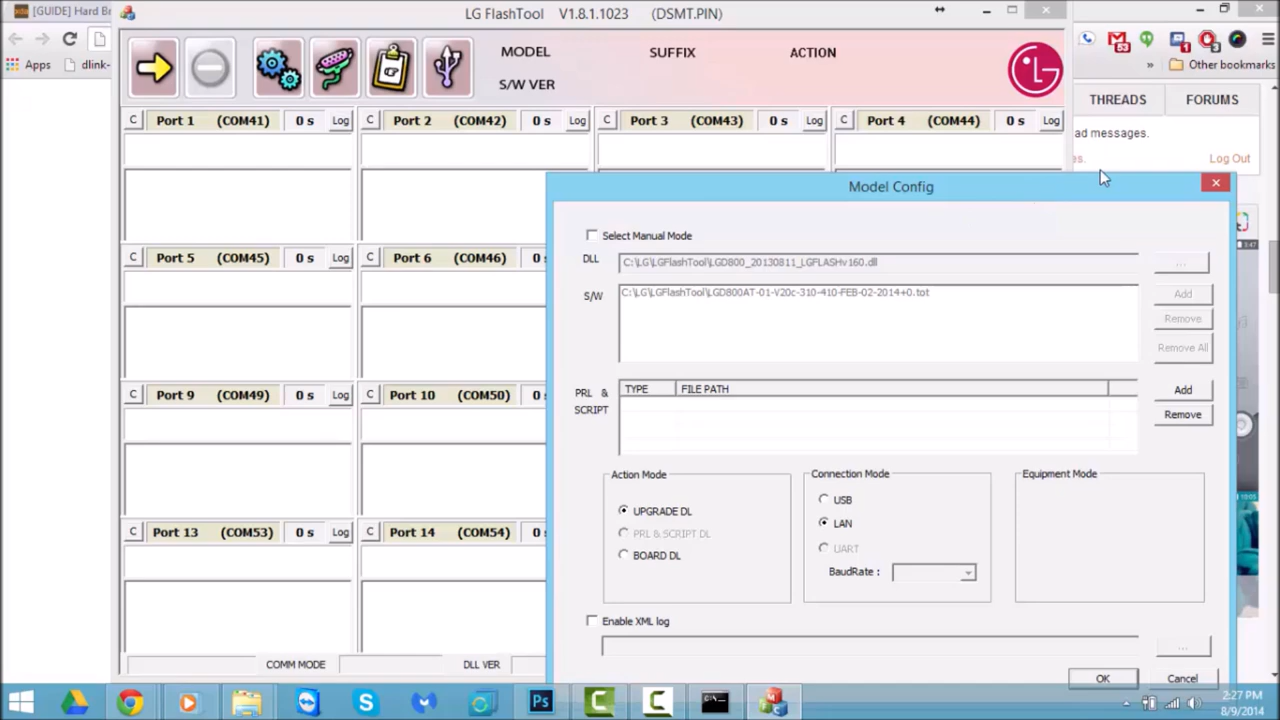 [GUIDE] Hard Br
LG FlashTool V1.8.1.1023 (DSMT.PIN)
Apps
dlink-
Other bookmarks
MODEL
SUFFIX
ACTION
S/W VER
LG
THREADS
FORUMS
ad messages.
es.
Log Out
C
Port 1 (COM41)
0 s
Log
C
Port 2 (COM42)
0 s
Log
C
Port 3 (COM43)
0 s
Log
C
Port 4 (COM44)
0 s
Log
C
Port 5 (COM45)
0 s
Log
C
Port 6 (COM46)
C
Port 9 (COM49)
0 s
Log
C
Port 10 (COM50)
0 s
C
Port 13 (COM53)
0 s
Log
C
Port 14 (COM54)
0
COMM MODE
DLL VER
Model Config
Select Manual Mode
DLL
C:\LG\LGFlashTool\LGD800_20130811_LGFLASHv160.dll
...
S/W
C:\LG\LGFlashTool\LGD800AT-01-V20c-310-410-FEB-02-2014+0.tot
Add
Remove
Remove All
PRL &
SCRIPT
TYPE
FILE PATH
Add
Remove
Action Mode
UPGRADE DL
PRL & SCRIPT DL
BOARD DL
Connection Mode
USB
LAN
UART
BaudRate :
Equipment Mode
Enable XML log
...
OK
Cancel
2:27 PM
8/9/2014